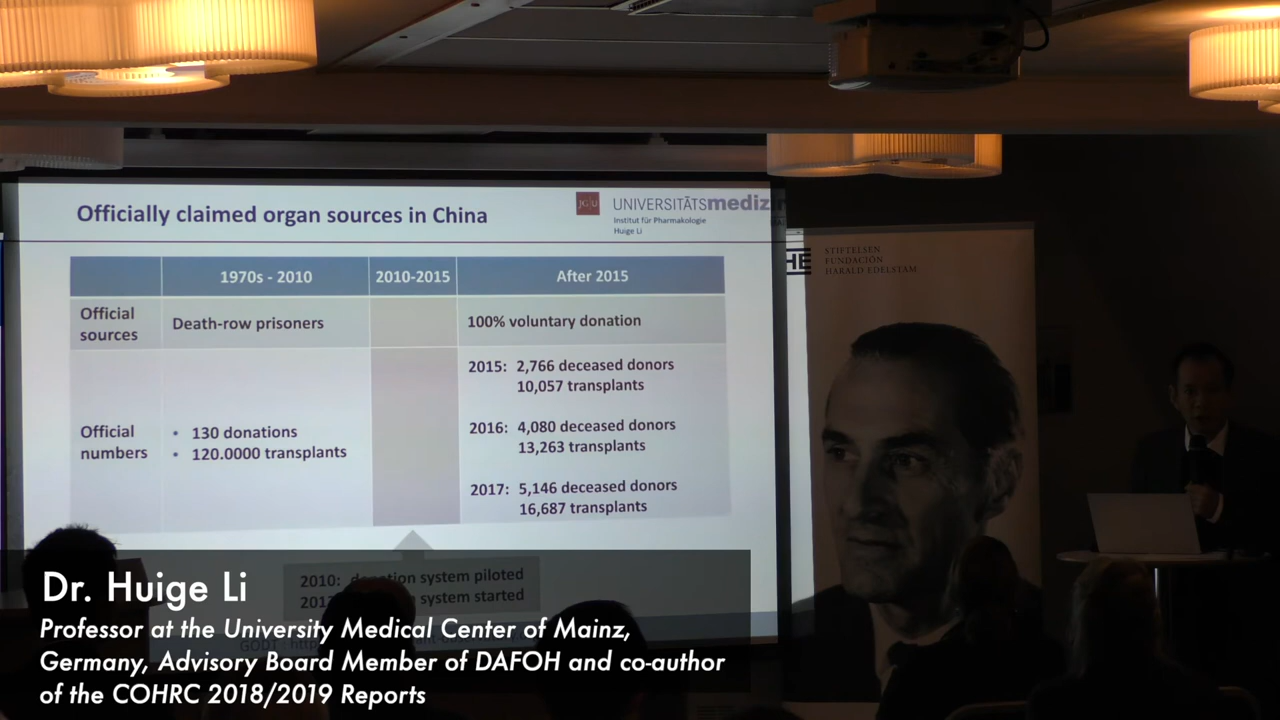 Officially claimed organ sources in China
JG|U UNIVERSITÄTSmedizin
Institut für Pharmakologie
Huige Li
1970s - 2010 2010-2015 After 2015
Official sources Death-row prisoners 100% voluntary donation
Official numbers
• 130 donations
• 120.0000 transplants
2015: 2,766 deceased donors
10,057 transplants
2016: 4,080 deceased donors
13,263 transplants
2017: 5,146 deceased donors
16,687 transplants
2010: donation system piloted
system started
HE
STIFTELSEN
FUNDACIÓN
HARALD EDELSTAM
Dr. Huige Li
Professor at the University Medical Center of Mainz,
Germany, Advisory Board Member of DAFOH and co-author
of the COHRC 2018/2019 Reports